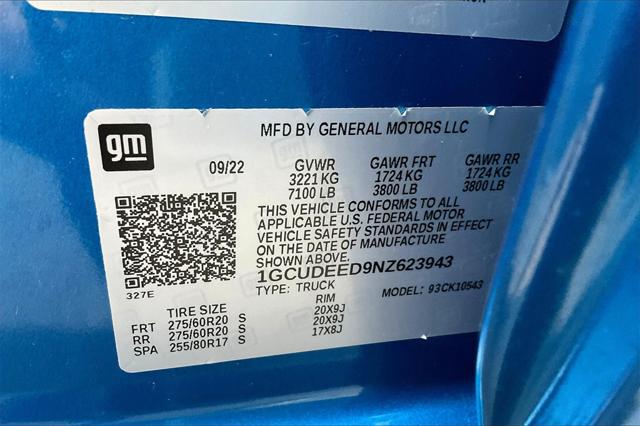 gm
MFD BY GENERAL MOTORS LLC
09/22 GVWR GAWR FRT GAWR RR
3221 KG 1724 KG 1724 KG
7100 LB 3800 LB 3800 LB
THIS VEHICLE CONFORMS TO ALL
APPLICABLE U.S. FEDERAL MOTOR
VEHICLE SAFETY STANDARDS IN EFFECT
ON THE DATE OF MANUFACTURE
SHOWN ABOVE.
1GCUDEED9NZ623943
327E TYPE: TRUCK MODEL: 93CK10543
TIRE SIZE RIM
FRT 275/60R20 S 20X9J
RR 275/60R20 S 20X9J
SPA 255/80R17 S 17X8J